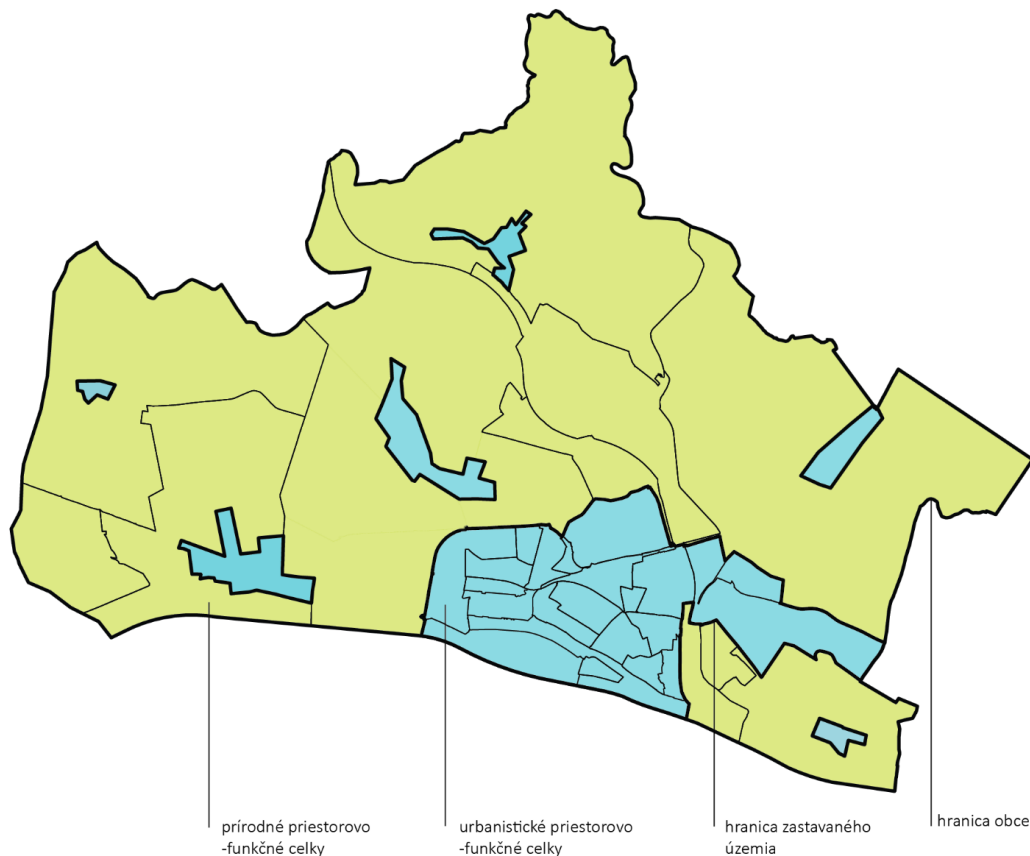 prírodné priestorovo
-funkčné celky
urbanistické priestorovo
-funkčné celky
hranica zastavaného
územia
hranica obce